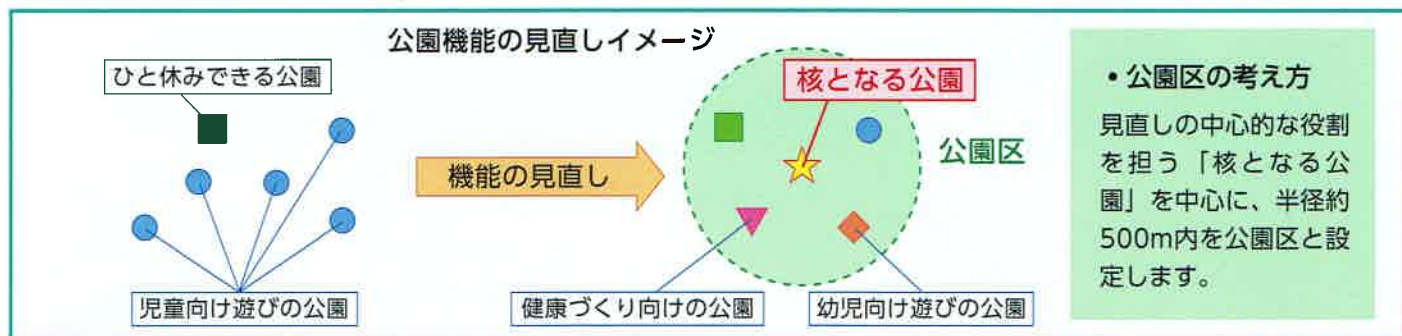 公園機能の見直しイメージ
ひと休みできる公園
児童向け遊びの公園
機能の見直し
核となる公園
公園区
健康づくり向けの公園
幼児向け遊びの公園
・公園区の考え方
見直しの中心的な役割
を担う「核となる公
園」を中心に、半径約
500m内を公園区と設
定します。